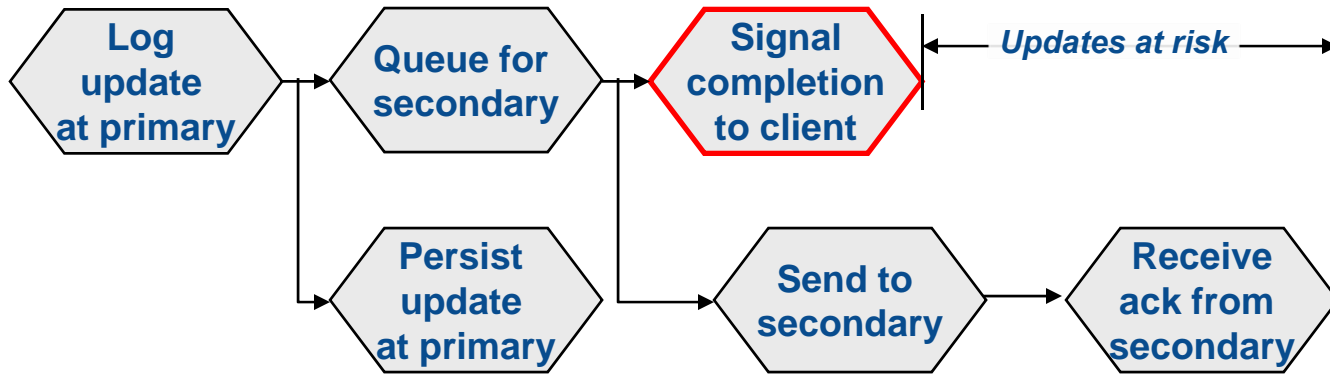 Log
update
at primary
Queue for
secondary
Signal
completion
to client
Updates at risk
Persist
update
at primary
Send to
secondary
Receive
ack from
secondary